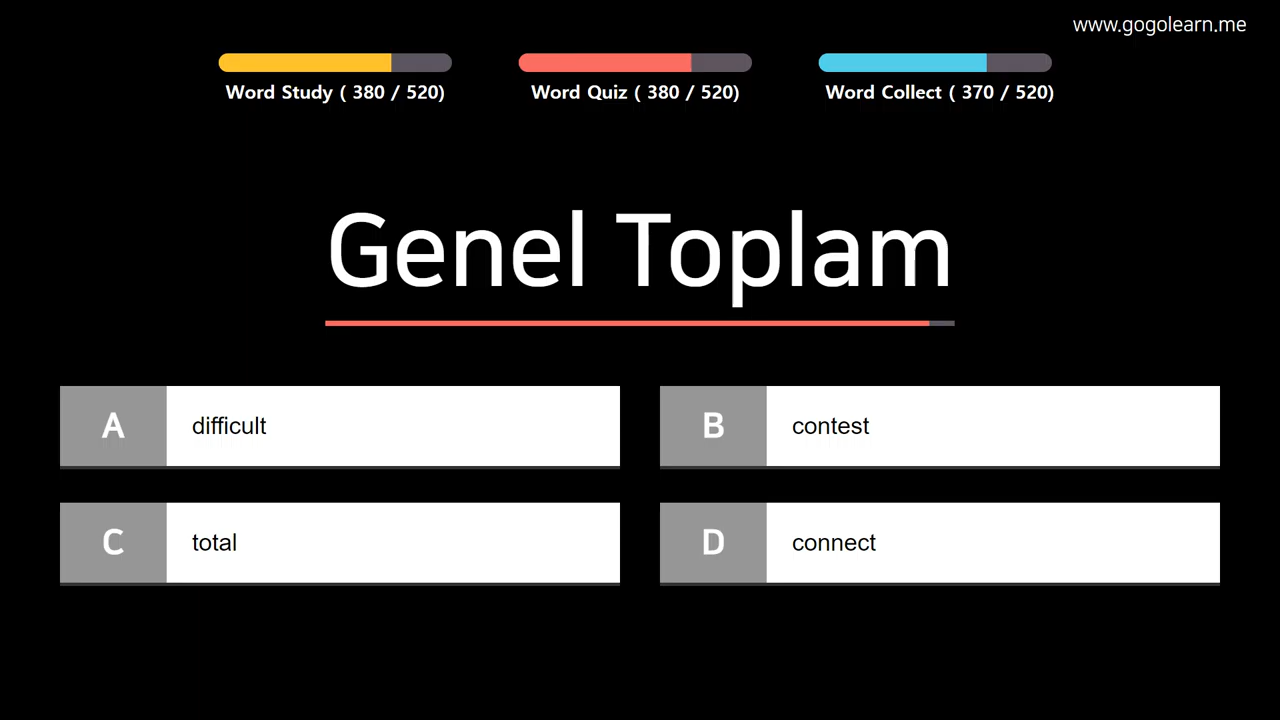 www.gogolearn.me
Word Study ( 380 / 520)
Word Quiz ( 380 / 520)
Word Collect ( 370 / 520)
Genel Toplam
A
difficult
B
contest
C
total
D
connect